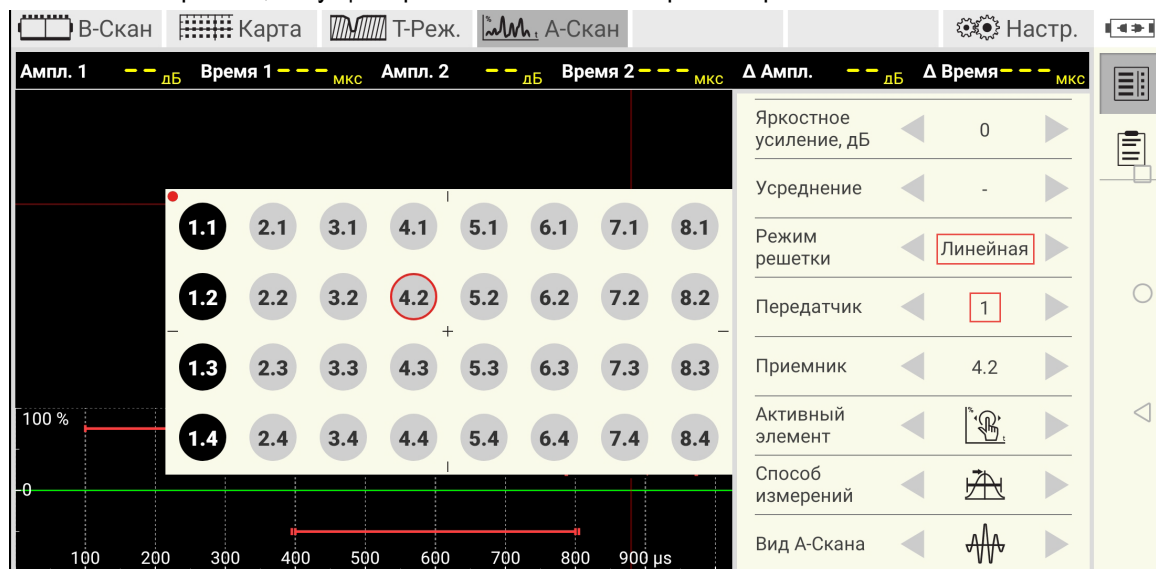 B-Скан Карта Т-Реж. А-Скан Настр.
Ампл. 1 – – дБ Время 1 – – – мкс Ампл. 2 – – дБ Время 2 – – – мкс Δ Ампл. – – дБ Δ Время – – – мкс
Яркостное
усиление, дБ 0
Усреднение -
Режим
решетки Линейная
Передатчик 1
Приемник 4.2
Активный
элемент
Способ
измерений
Вид А-Скана
1.1 2.1 3.1 4.1 5.1 6.1 7.1 8.1
1.2 2.2 3.2 4.2 5.2 6.2 7.2 8.2
1.3 2.3 3.3 4.3 5.3 6.3 7.3 8.3
1.4 2.4 3.4 4.4 5.4 6.4 7.4 8.4
100 %
0
100 200 300 400 500 600 700 800 900 µs